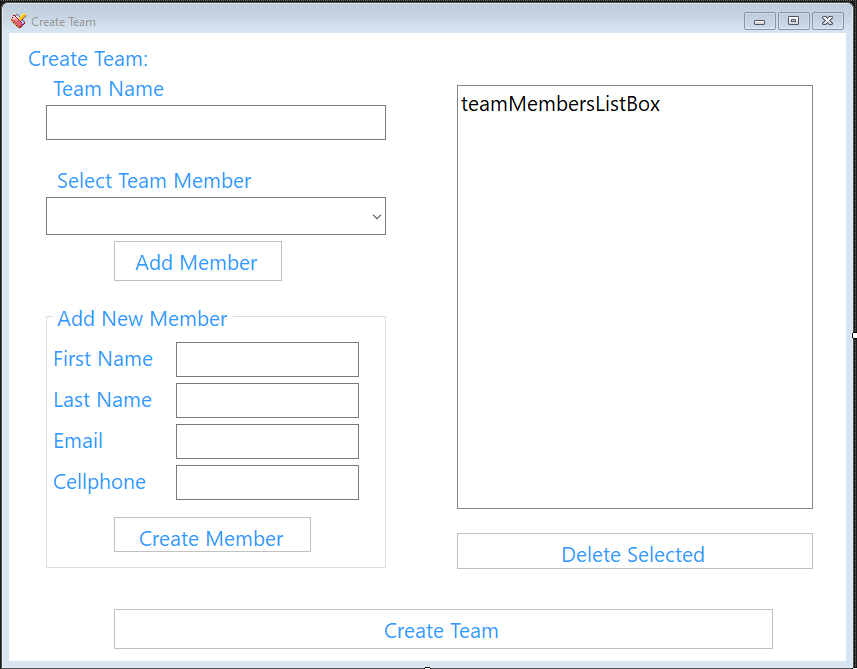 Create Team
Create Team:
Team Name
Select Team Member
Add Member
Add New Member
First Name
Last Name
Email
Cellphone
Create Member
teamMembersListBox
Delete Selected
Create Team